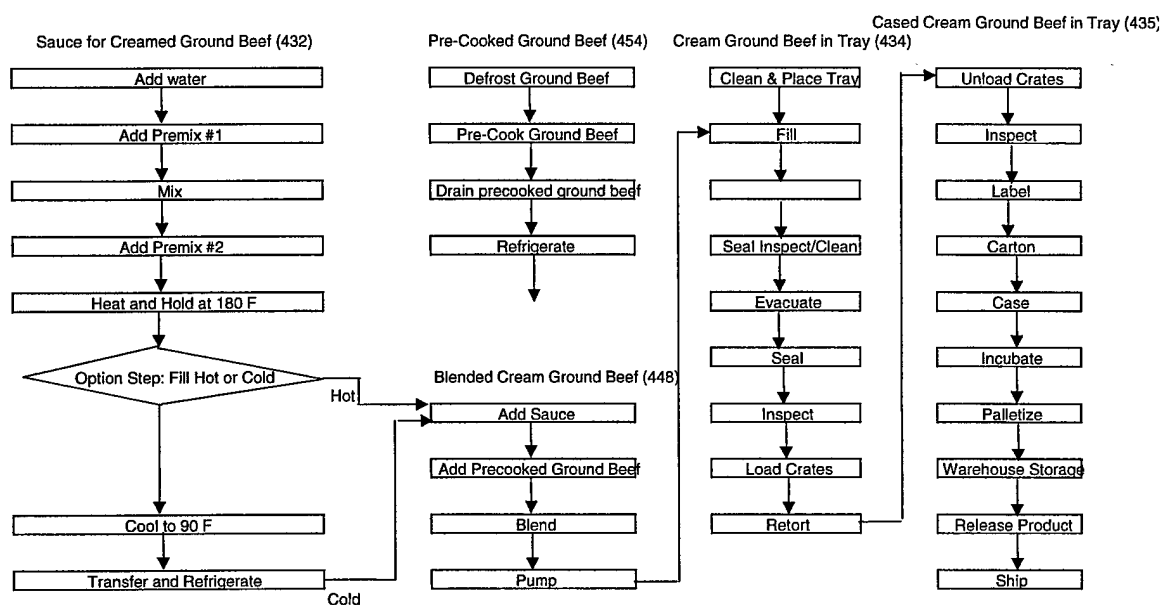 Sauce for Creamed Ground Beef (432)
Add water
Add Premix #1
Mix
Add Premix #2
Heat and Hold at 180 F
Option Step: Fill Hot or Cold
Hot
Cool to 90 F
Transfer and Refrigerate
Cold
Pre-Cooked Ground Beef (454)
Defrost Ground Beef
Pre-Cook Ground Beef
Drain precooked ground beef
Refrigerate
Blended Cream Ground Beef (448)
Add Sauce
Add Precooked Ground Beef
Blend
Pump
Cream Ground Beef in Tray (434)
Clean & Place Tray
Fill
Seal Inspect/Clean
Evacuate
Seal
Inspect
Load Crates
Retort
Cased Cream Ground Beef in Tray (435)
Unload Crates
Inspect
Label
Carton
Case
Incubate
Palletize
Warehouse Storage
Release Product
Ship